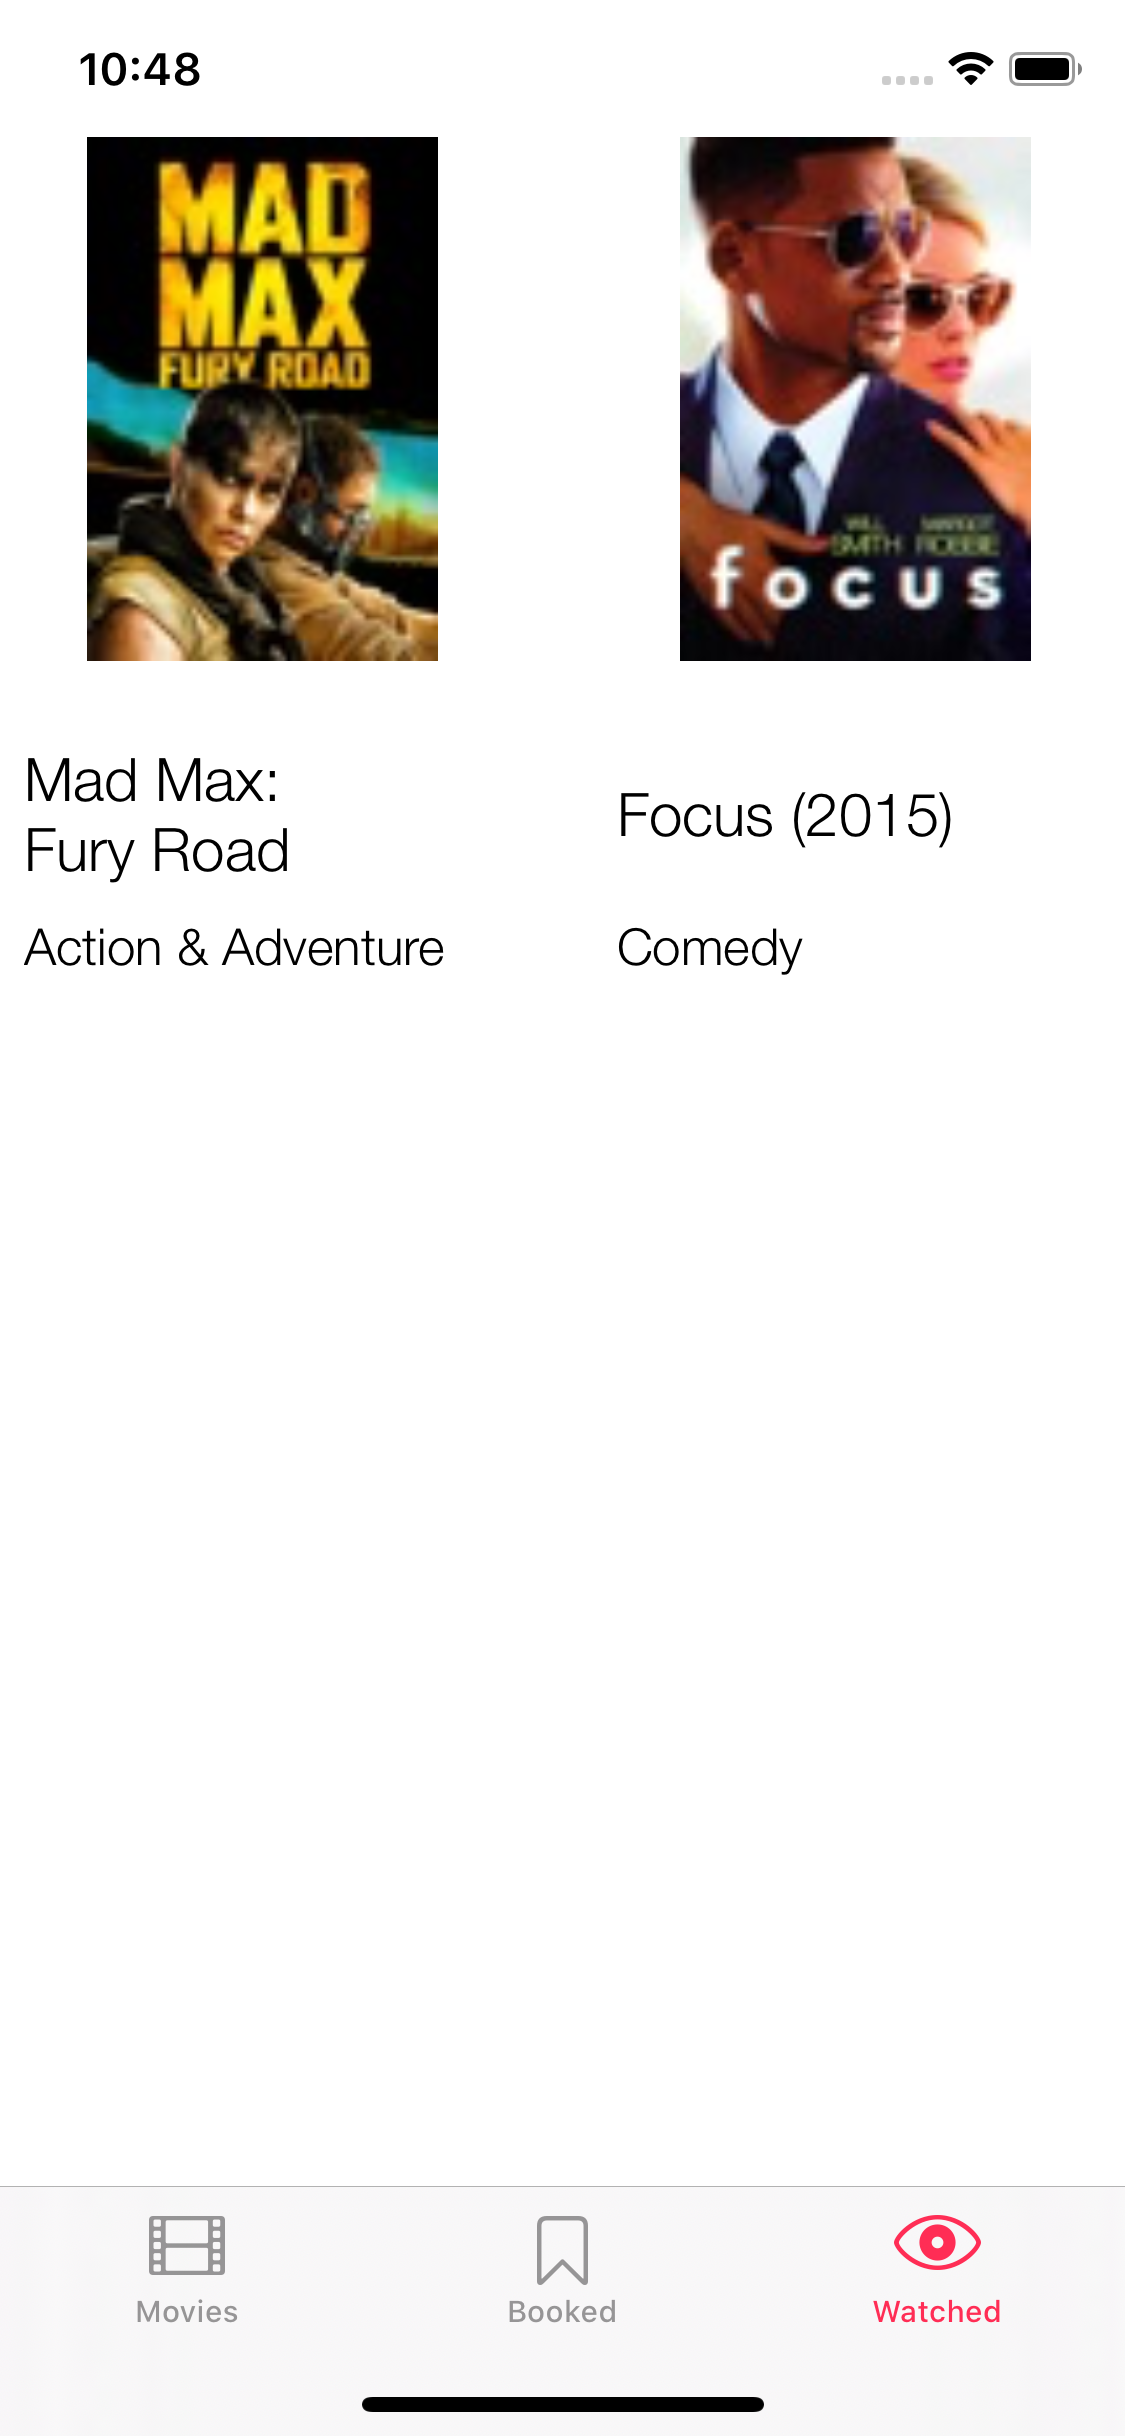 10:48
MAD
MAX
FURY ROAD
WILL MARGOT
SMITH ROBBIE
focus
Mad Max:
Fury Road
Focus (2015)
Action & Adventure
Comedy
Movies
Booked
Watched